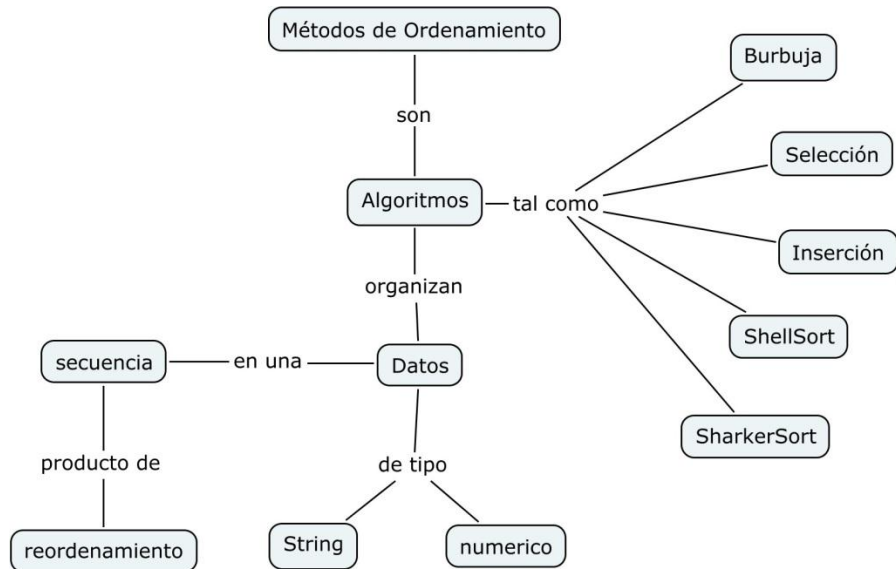 Métodos de Ordenamiento
Burbuja
son
Selección
Algoritmos
tal como
Inserción
organizan
ShellSort
secuencia
en una
Datos
SharkerSort
producto de
de tipo
reordenamiento
String
numerico